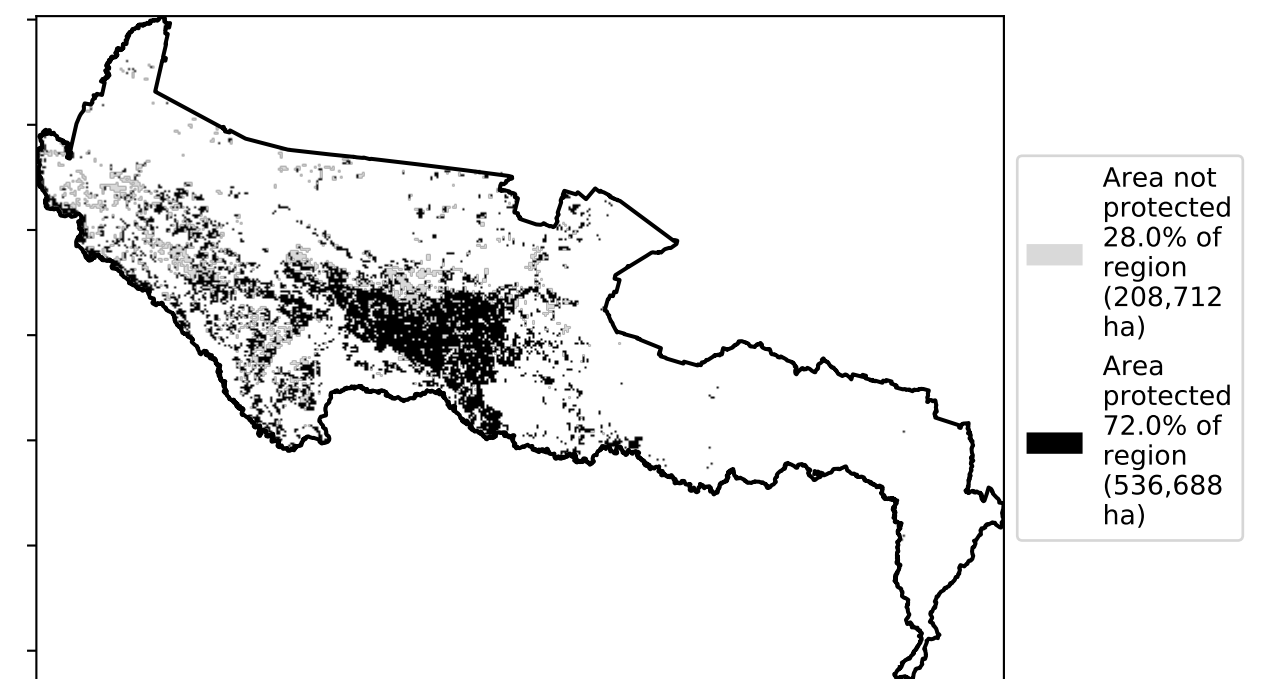 Area not
protected
28.0% of
region
(208,712
ha)
Area
protected
72.0% of
region
(536,688
ha)